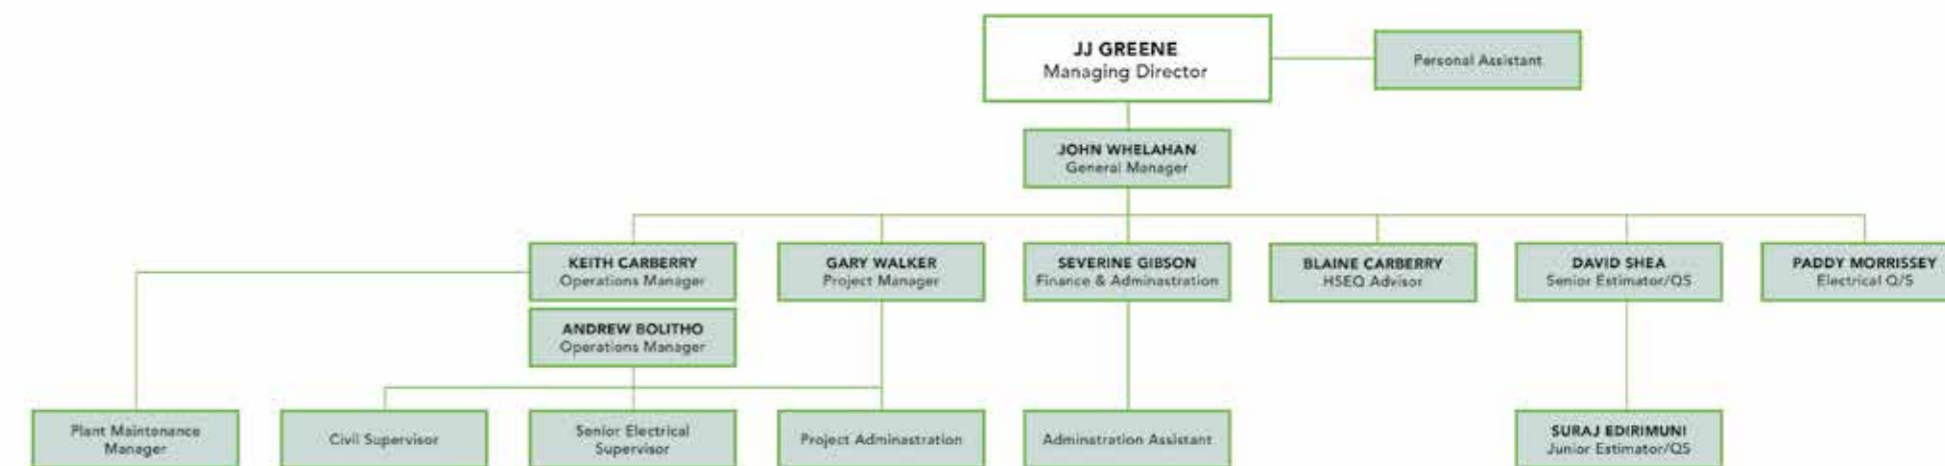 JJ GREENE
Managing Director
Personal Assistant
JOHN WHELAHAN
General Manager
KEITH CARBERRY
Operations Manager
GARY WALKER
Project Manager
SEVERINE GIBSON
Finance & Adminastration
BLAINE CARBERRY
HSEQ Advisor
DAVID SHEA
Senior Estimator/QS
PADDY MORRISSEY
Electrical Q/S
ANDREW BOLITHO
Operations Manager
Plant Maintonance
Manager
Civil Supervisor
Senior Electrical
Supervisor
Project Adminastration
Adminstration Assistant
SURAJ EDIRIMUNI
Junior Estimator/QS